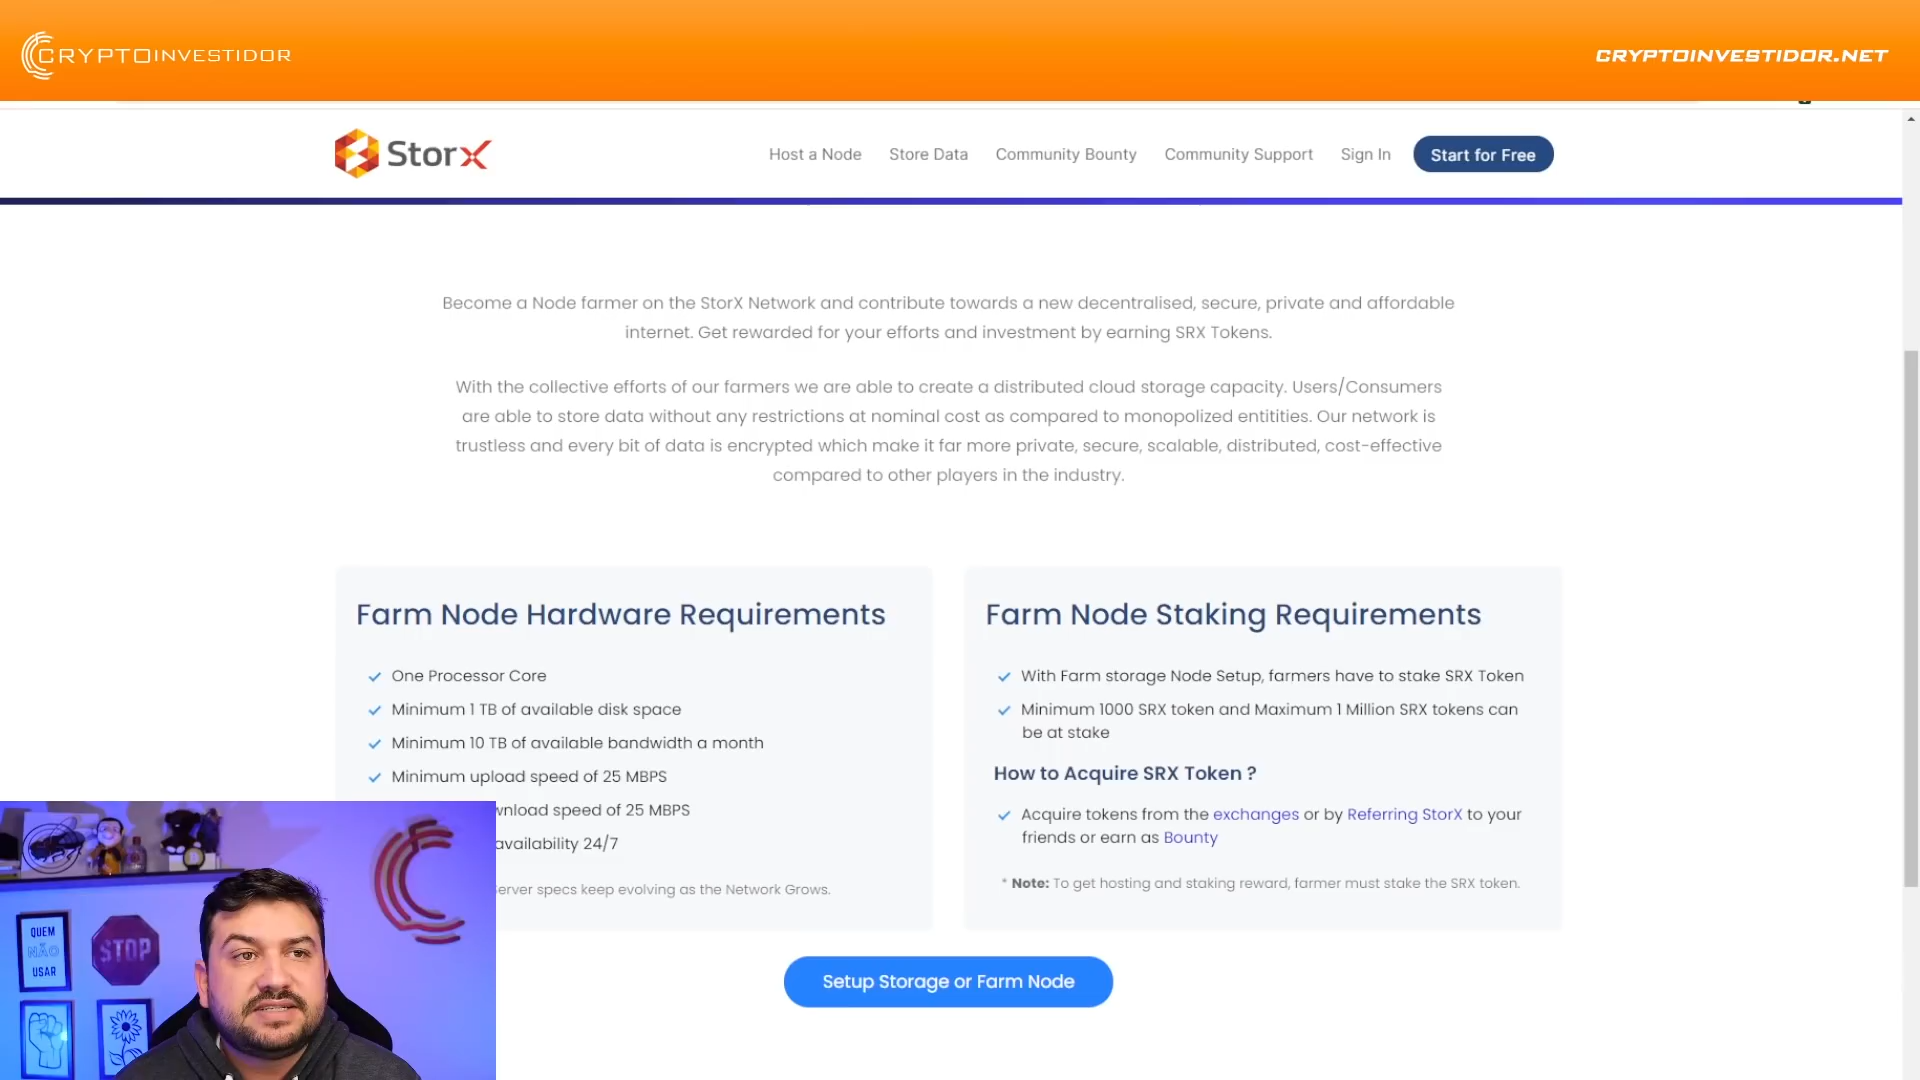 CRYPTOINVESTIDOR
CRYPTOINVESTIDOR.NET
StorX
Host a Node
Store Data
Community Bounty
Community Support
Sign In
Start for Free
Become a Node farmer on the StorX Network and contribute towards a new decentralised, secure, private and affordable
internet. Get rewarded for your efforts and investment by earning SRX Tokens.
With the collective efforts of our farmers we are able to create a distributed cloud storage capacity. Users/Consumers
are able to store data without any restrictions at nominal cost as compared to monopolized entitities. Our network is
trustless and every bit of data is encrypted which make it far more private, secure, scalable, distributed, cost-effective
compared to other players in the industry.
Farm Node Hardware Requirements
One Processor Core
Minimum 1 TB of available disk space
Minimum 10 TB of available bandwidth a month
Minimum upload speed of 25 MBPS
speed of 25 MBPS
availability 24/7
specs keep evolving as the Network Grows.
Farm Node Staking Requirements
With Farm storage Node Setup, farmers have to stake SRX Token
Minimum 1000 SRX token and Maximum 1 Million SRX tokens can
be at stake
How to Acquire SRX Token ?
Acquire tokens from the exchanges or by Referring StorX to your
friends or earn as Bounty
* Note: To get hosting and staking reward, farmer must stake the SRX token.
Setup Storage or Farm Node
QUEM
NÃO
USAR
STOP